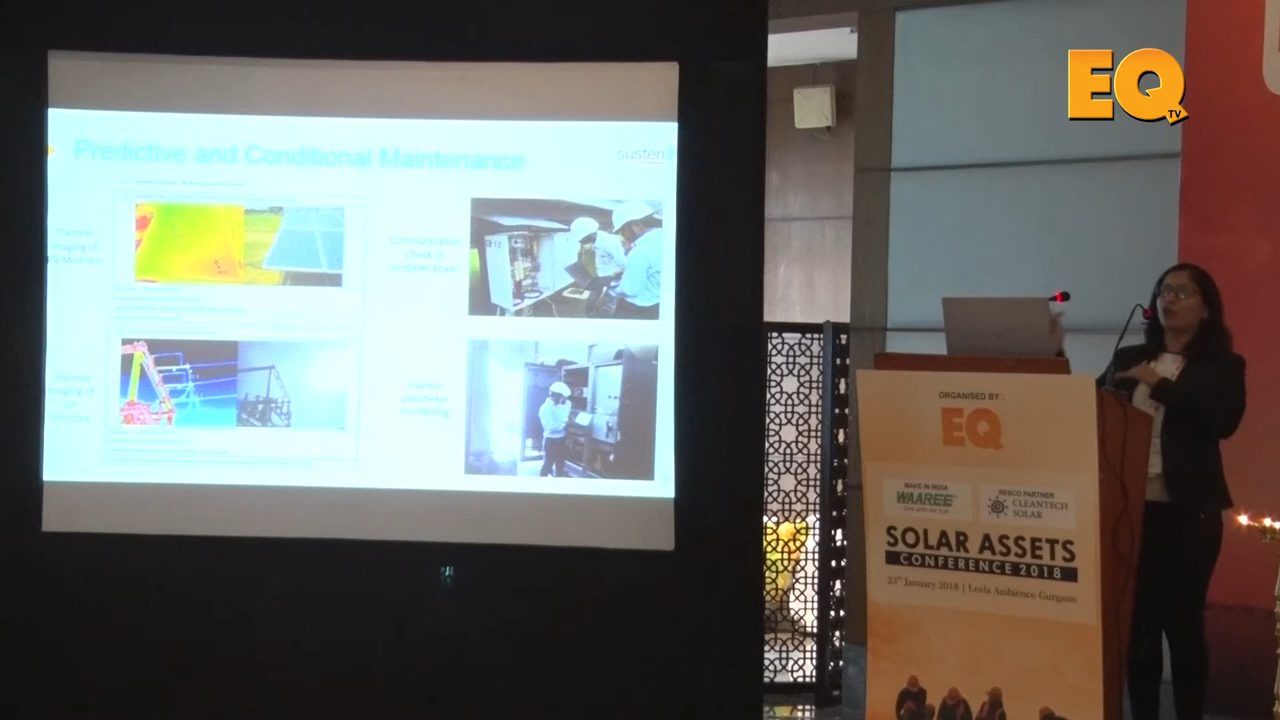 EQ
TV
Predictive and Conditional Maintenance
susten
Thermal
imaging of
PV Modules
Communication
Check of
combiner boxes
Thermal
imaging of
DP
structure
Inverter
parameter
monitoring
ORGANISED BY :
EQ
MAKE IN INDIA
WAAREE
RESCO PARTNER
CLEANTECH
SOLAR
SOLAR ASSETS
CONFERENCE 2018
23rd January 2018 | Leela Ambience Gurgaon